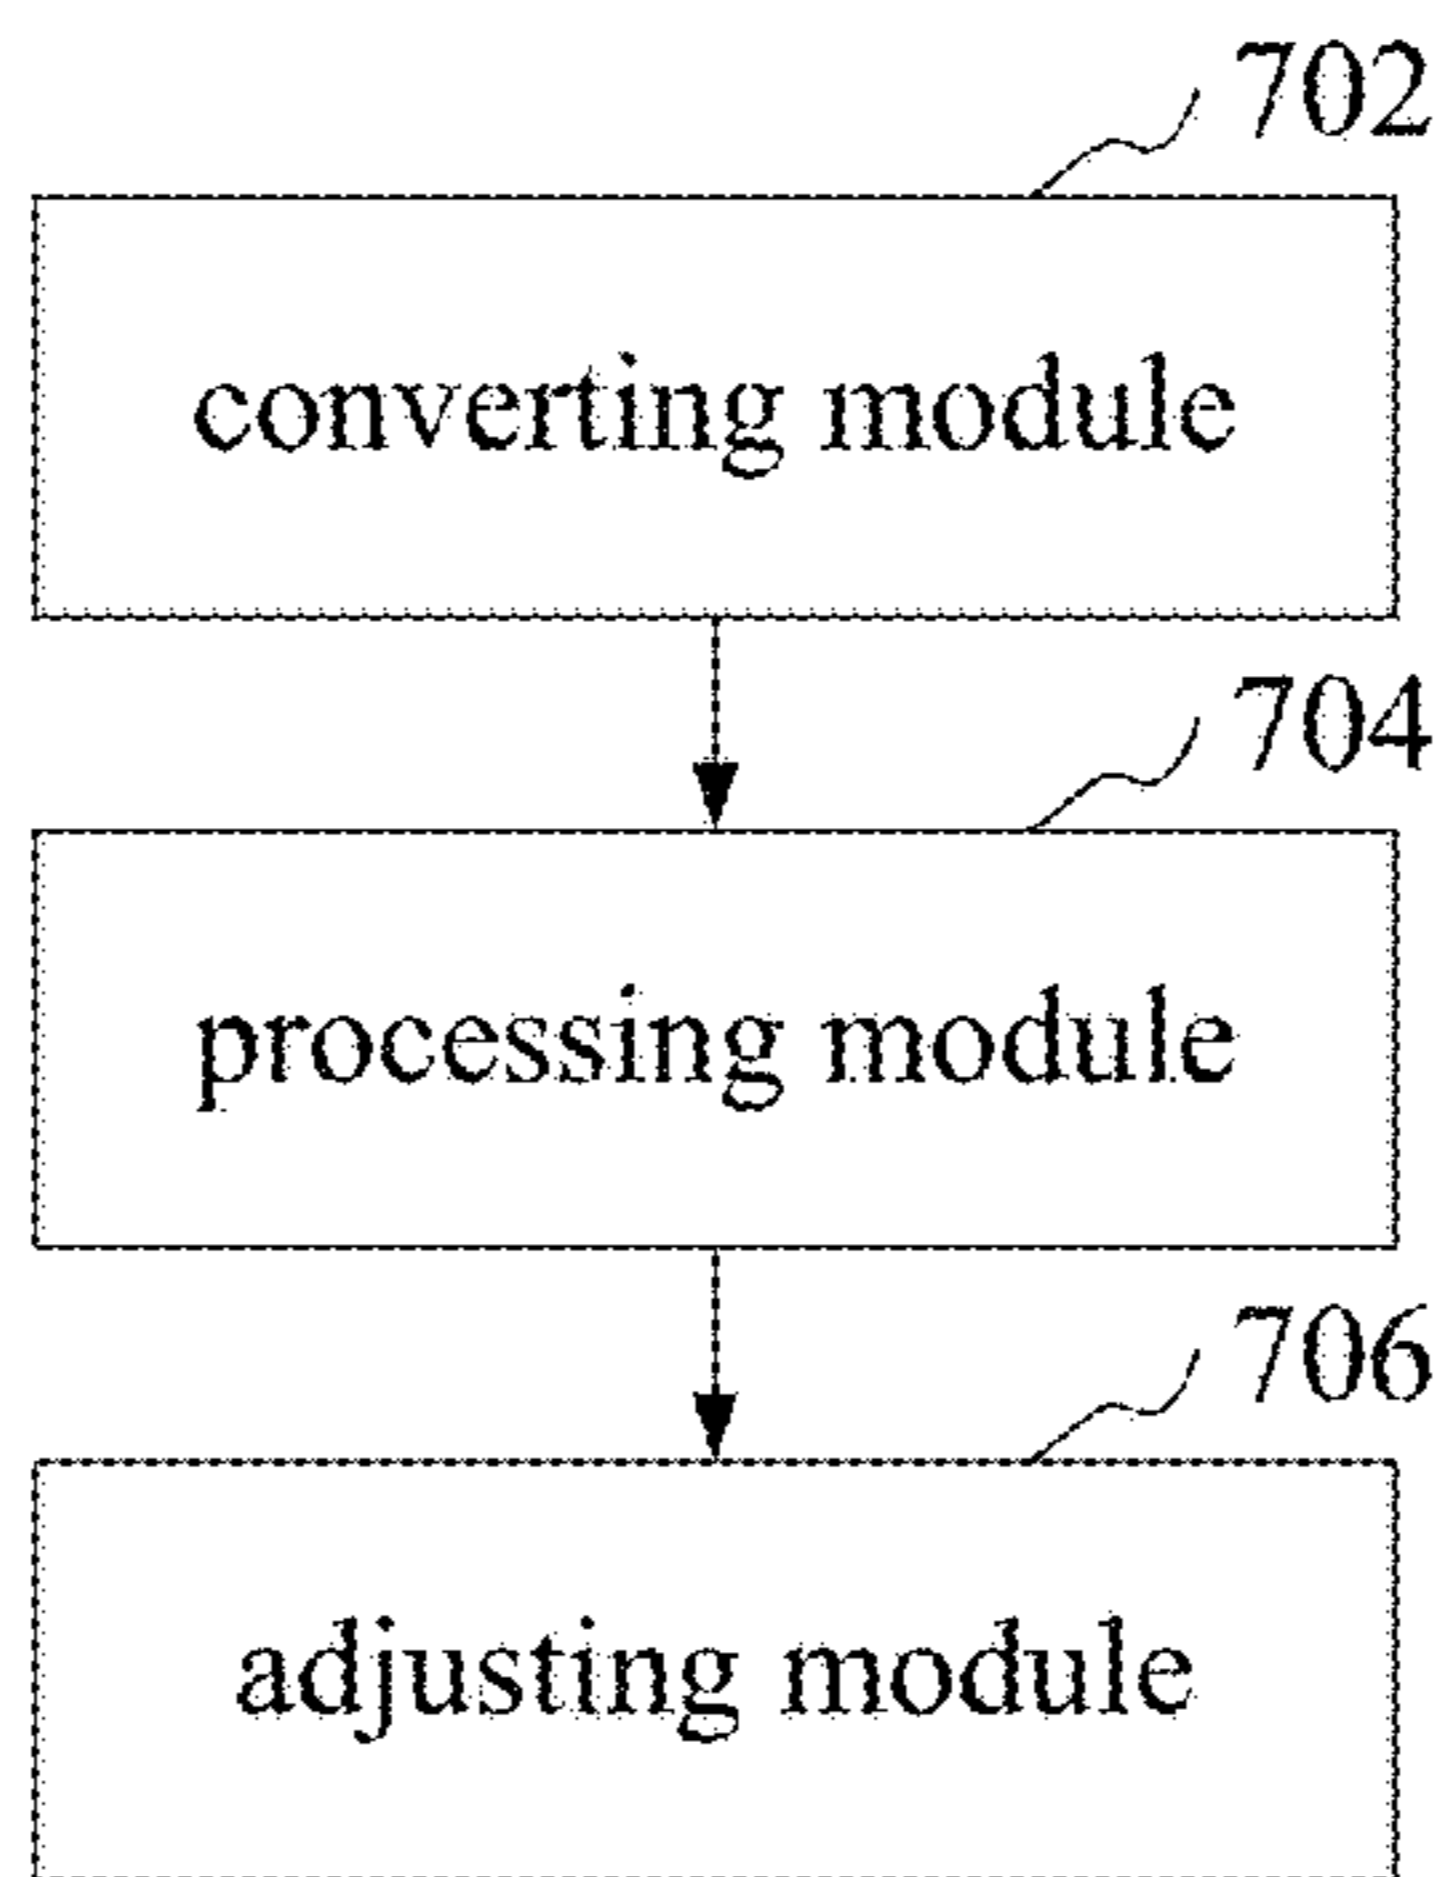 702
converting module
704
processing module
706
adjusting module